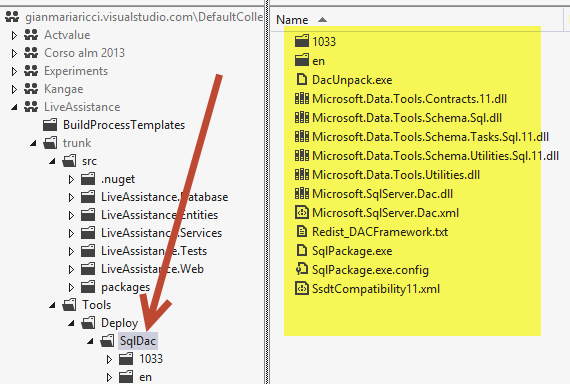 gianmariaricci.visualstudio.com\DefaultColle
Actvalue
Corso alm 2013
Experiments
Kangae
LiveAssistance
BuildProcessTemplates
trunk
src
.nuget
LiveAssistance.Database
LiveAssistance.Entities
LiveAssistance.Services
LiveAssistance.Tests
LiveAssistance.Web
packages
Tools
Deploy
SqlDac
1033
en
Name
1033
en
DacUnpack.exe
Microsoft.Data.Tools.Contracts.11.dll
Microsoft.Data.Tools.Schema.Sql.dll
Microsoft.Data.Tools.Schema.Tasks.Sql.11.dll
Microsoft.Data.Tools.Schema.Utilities.Sql.11.dll
Microsoft.Data.Tools.Utilities.dll
Microsoft.SqlServer.Dac.dll
Microsoft.SqlServer.Dac.xml
Redist_DACFramework.txt
SqlPackage.exe
SqlPackage.exe.config
SsdtCompatibility11.xml